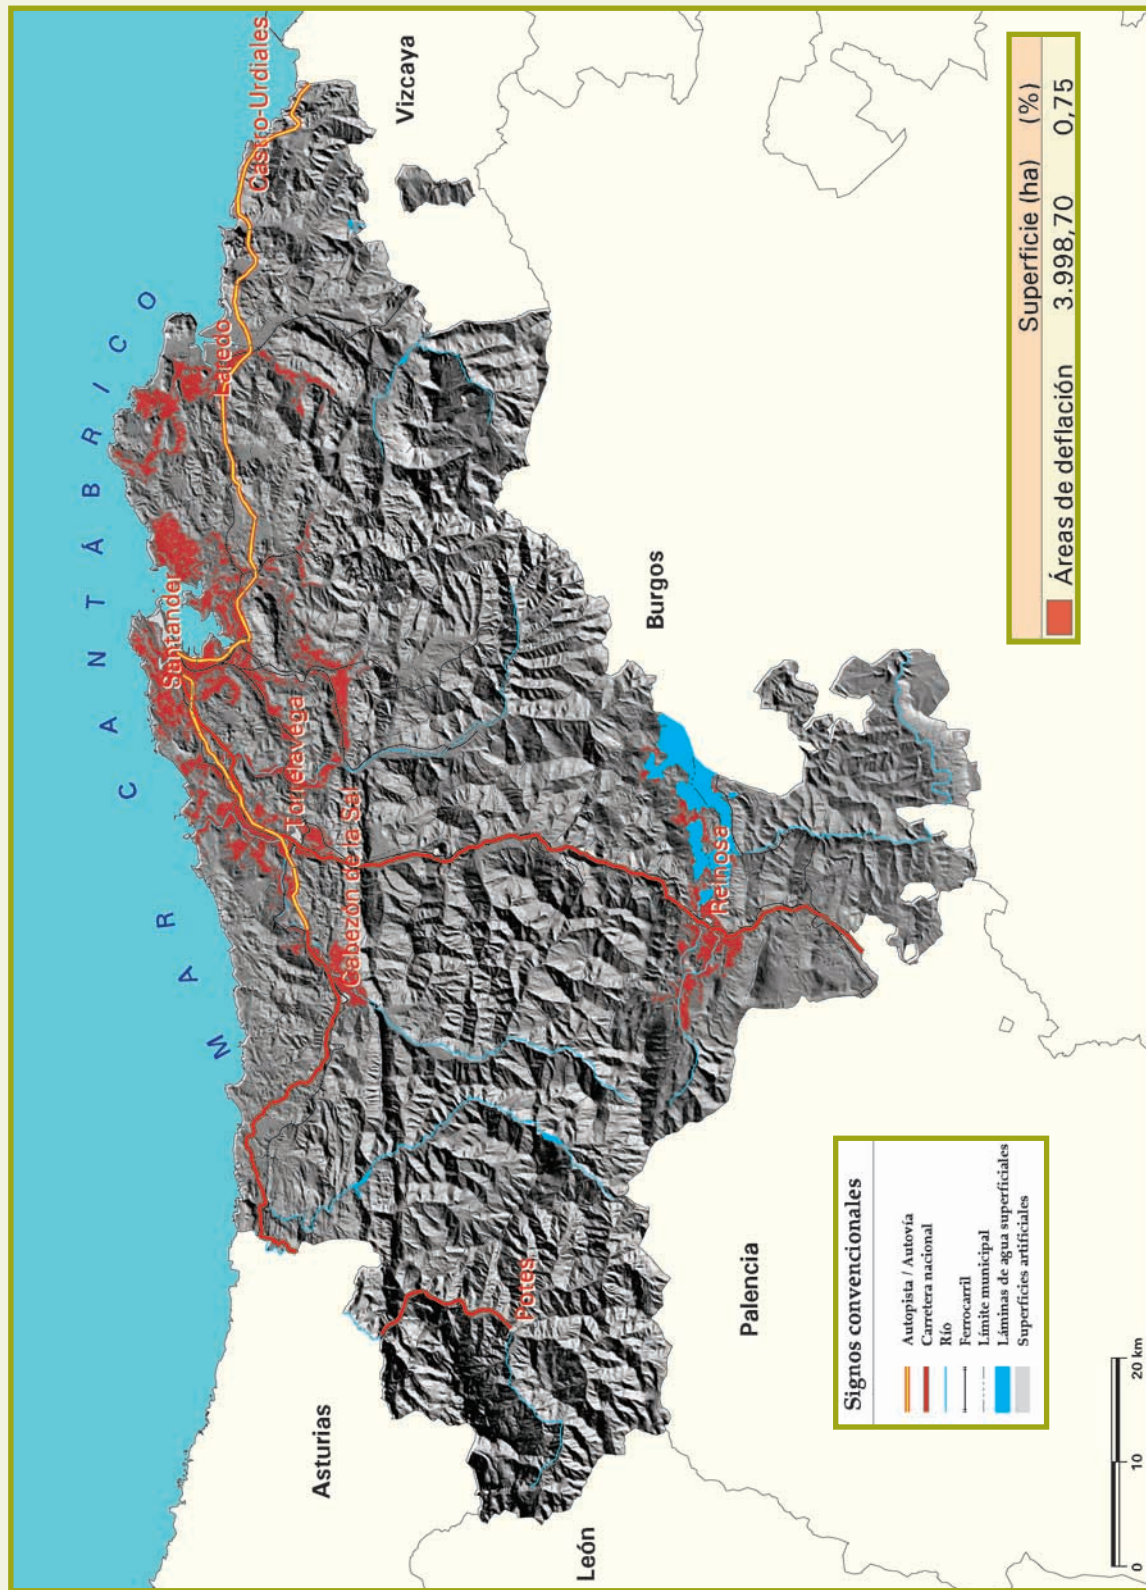 MAR CANTÁBRICO
Castro-Urdiales
Laredo
Santander
Torrelavega
Cabezón de la Sal
Reinosa
Potes
Vizcaya
Burgos
Asturias
Palencia
León
Superficie (ha) (%)
Áreas de deflación 3.998,70 0,75
Signos convencionales
Autopista / Autovía
Carretera nacional
Río
Ferrocarril
Límite municipal
Láminas de agua superficiales
Superficies artificiales
0 10 20 km